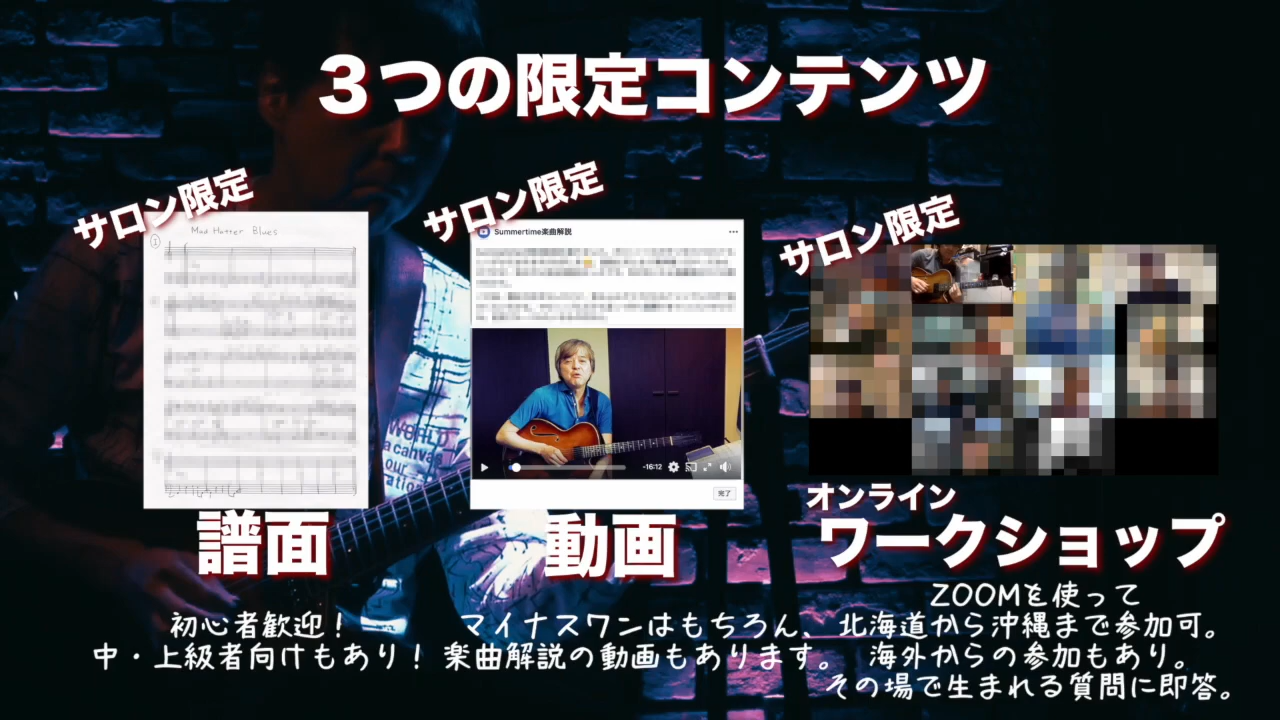 ３つの限定コンテンツ
サロン限定
Mad Hatter Blues
譜面
初心者歓迎！
中・上級者向けもあり！
サロン限定
Summertime楽曲解説
-16:12
完了
動画
マイナスワンはもちろん、
楽曲解説の動画もあります。
サロン限定
オンライン
ワークショップ
ZOOMを使って
北海道から沖縄まで参加可。
海外からの参加もあり。
その場で生まれる質問に即答。
WORLD
a canvas
our